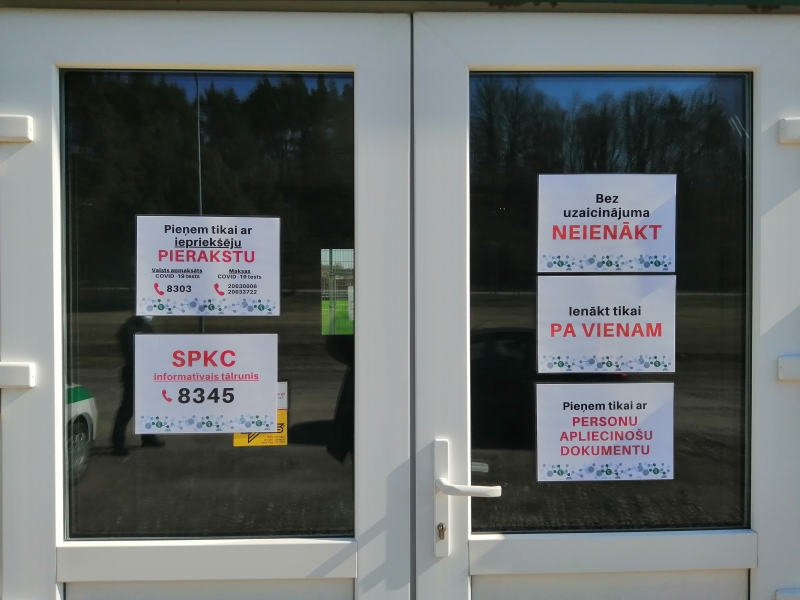 Pieņem tikai ar
iepriekšēju
PIERAKSTU
Valsts apmaksāts
COVID-19 tests
8303
Maksas
COVID-19 tests
20030006
20033722
SPKC
informatīvais tālrunis
8345
Bez
uzaicinājuma
NEIENĀKT
Ienākt tikai
PA VIENAM
Pieņem tikai ar
PERSONU
APLIECINOŠU
DOKUMENTU